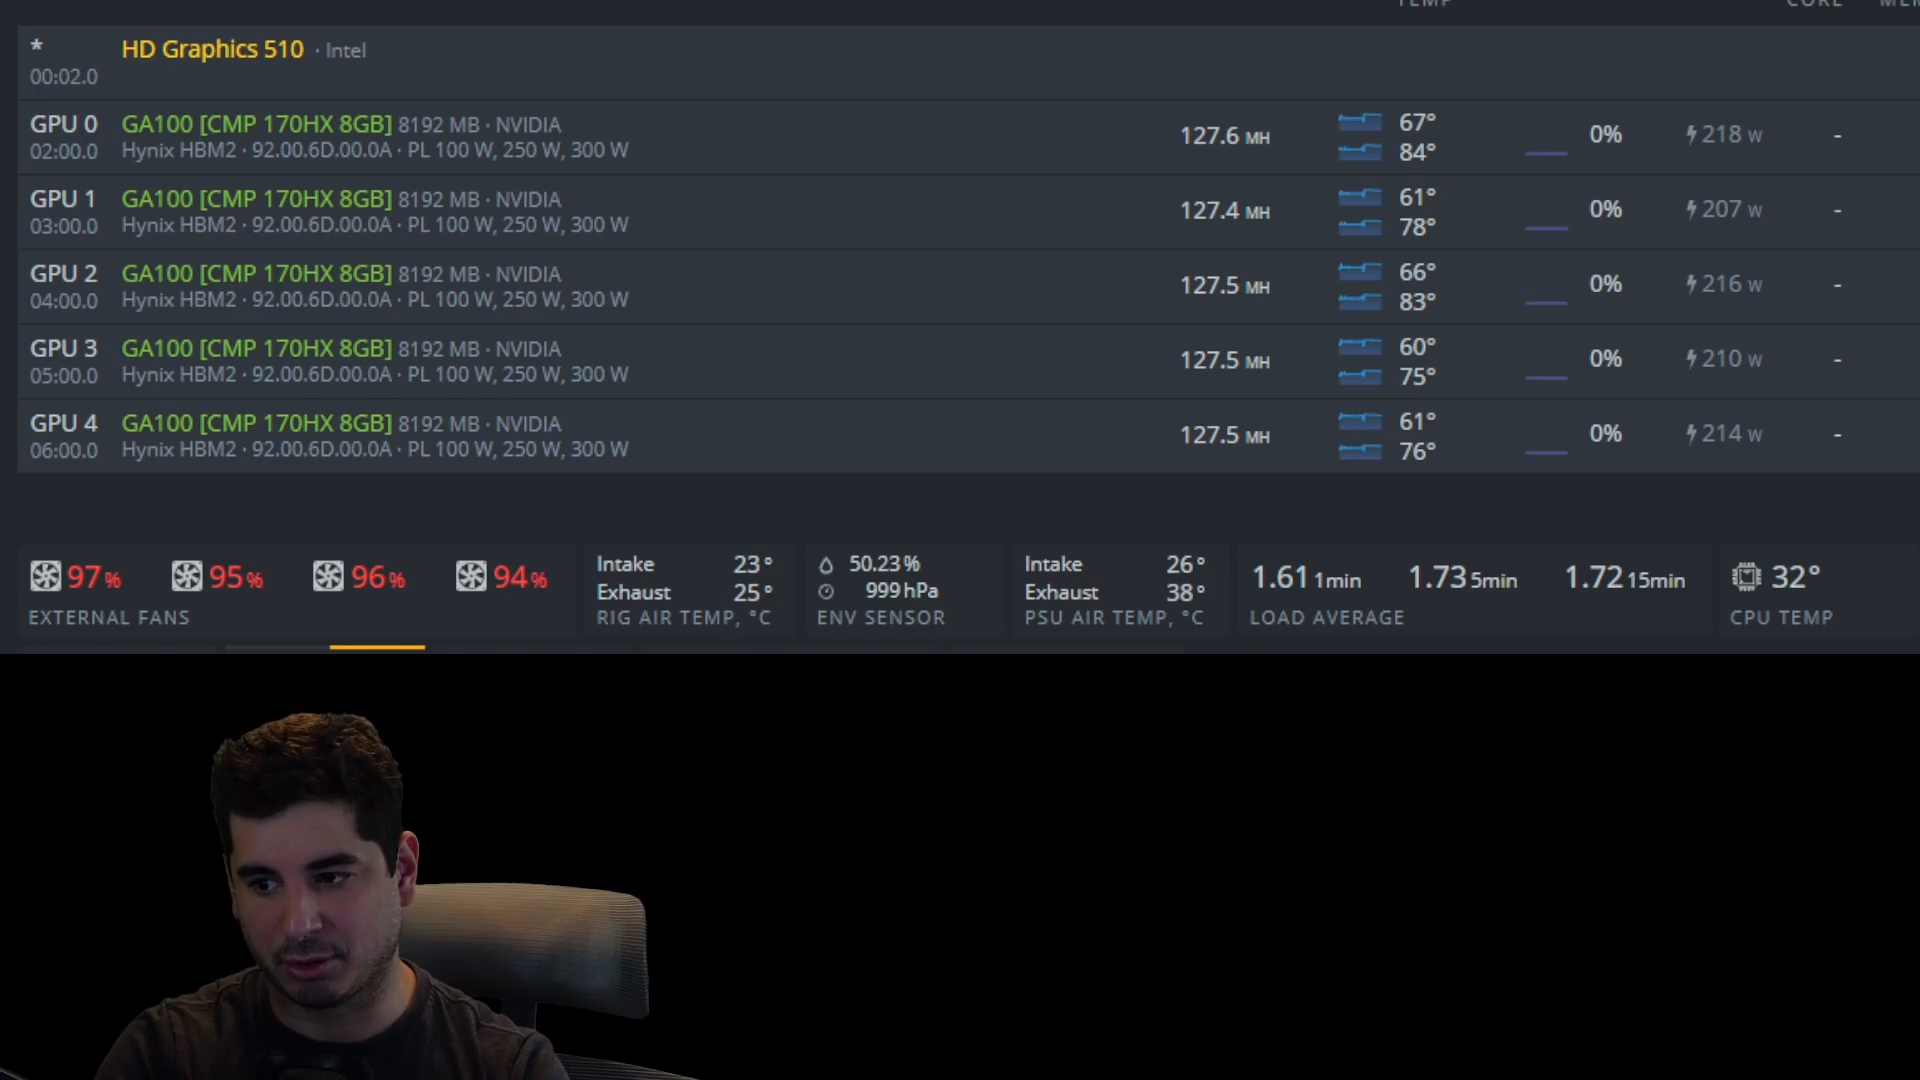 TEMP
CORE
MEM
*
HD Graphics 510 · Intel
00:02.0
GPU 0 GA100 [CMP 170HX 8GB] 8192 MB · NVIDIA
02:00.0 Hynix HBM2 · 92.00.6D.00.0A · PL 100 W, 250 W, 300 W
127.6 MH
67°
84°
0%
218 W
-
GPU 1 GA100 [CMP 170HX 8GB] 8192 MB · NVIDIA
03:00.0 Hynix HBM2 · 92.00.6D.00.0A · PL 100 W, 250 W, 300 W
127.4 MH
61°
78°
0%
207 W
-
GPU 2 GA100 [CMP 170HX 8GB] 8192 MB · NVIDIA
04:00.0 Hynix HBM2 · 92.00.6D.00.0A · PL 100 W, 250 W, 300 W
127.5 MH
66°
83°
0%
216 W
-
GPU 3 GA100 [CMP 170HX 8GB] 8192 MB · NVIDIA
05:00.0 Hynix HBM2 · 92.00.6D.00.0A · PL 100 W, 250 W, 300 W
127.5 MH
60°
75°
0%
210 W
-
GPU 4 GA100 [CMP 170HX 8GB] 8192 MB · NVIDIA
06:00.0 Hynix HBM2 · 92.00.6D.00.0A · PL 100 W, 250 W, 300 W
127.5 MH
61°
76°
0%
214 W
-
97% 95% 96% 94%
EXTERNAL FANS
Intake 23°
Exhaust 25°
RIG AIR TEMP, °C
50.23%
999 hPa
ENV SENSOR
Intake 26°
Exhaust 38°
PSU AIR TEMP, °C
1.61 1min 1.73 5min 1.72 15min
LOAD AVERAGE
32°
CPU TEMP